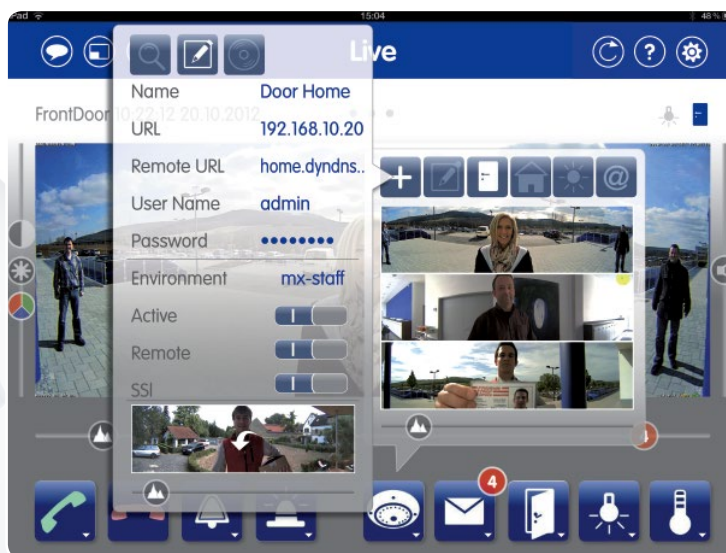 Pad 15:04 48 %
Live
FrontDoor 10:22:12 20.10.2012
Name Door Home
URL 192.168.10.20
Remote URL home.dyndns..
User Name admin
Password ••••••••
Environment mx-staff
Active
Remote
SSl
@
4